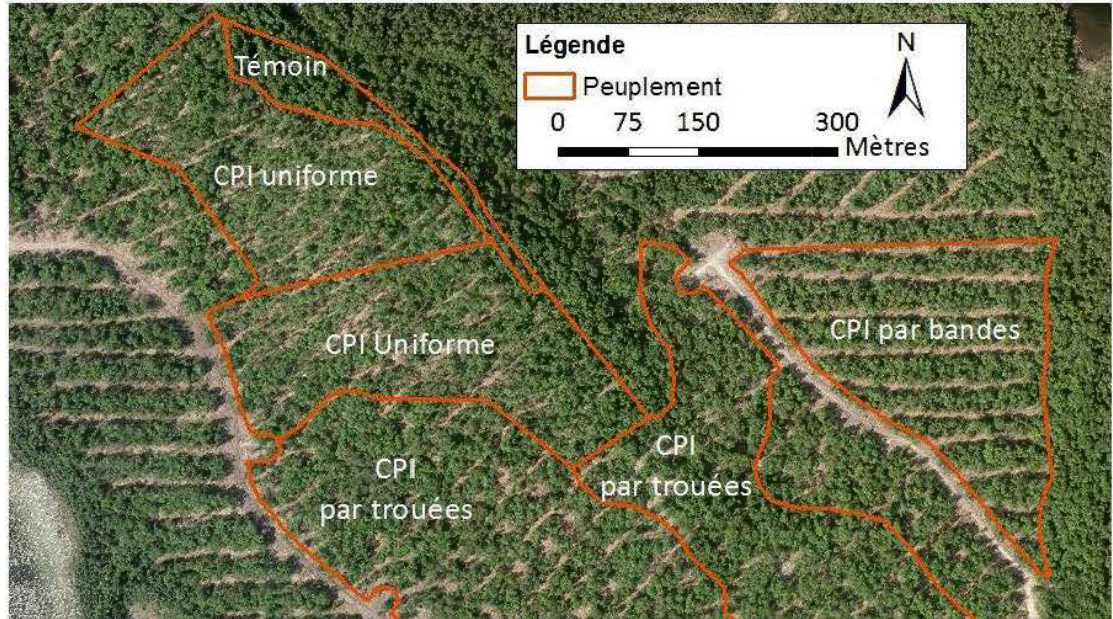 Légende
N
Peuplement
0 75 150 300
Mètres
Témoin
CPI uniforme
CPI Uniforme
CPI par bandes
CPI
par trouées
CPI
par trouées